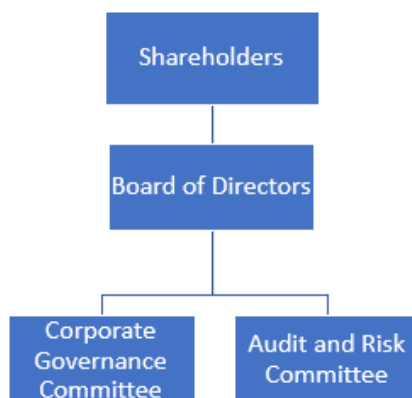 Shareholders
Board of Directors
Corporate
Governance
Committee
Audit and Risk
Committee